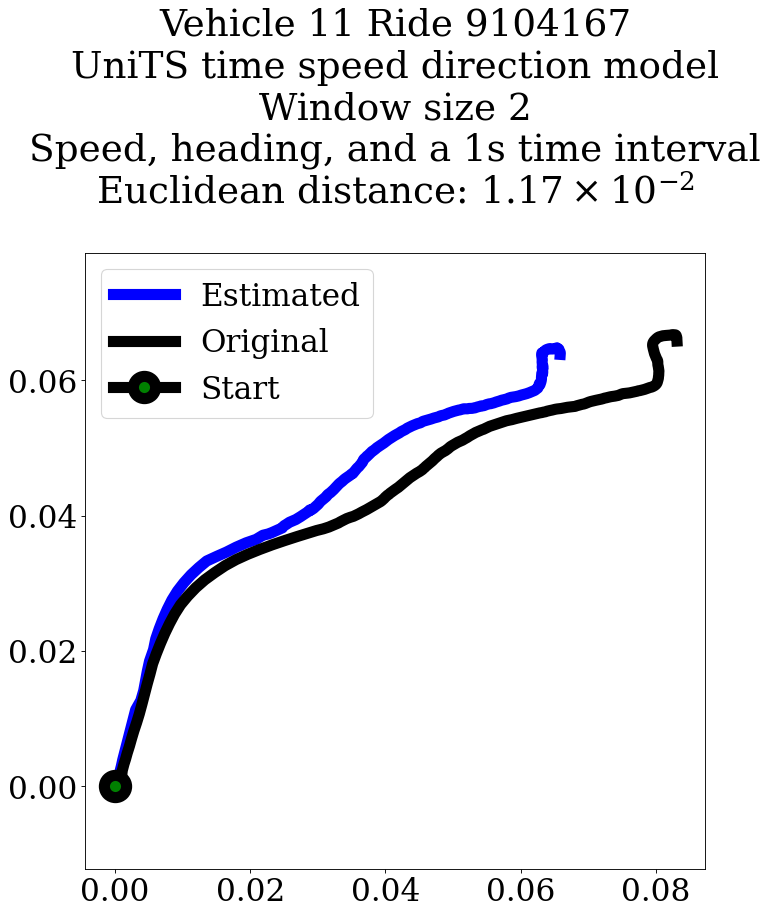 Vehicle 11 Ride 9104167
UniTS time speed direction model
Window size 2
Speed, heading, and a 1s time interval
Euclidean distance: 1.17 × 10⁻²
Estimated
Original
Start
0.06
0.04
0.02
0.00
0.00 0.02 0.04 0.06 0.08